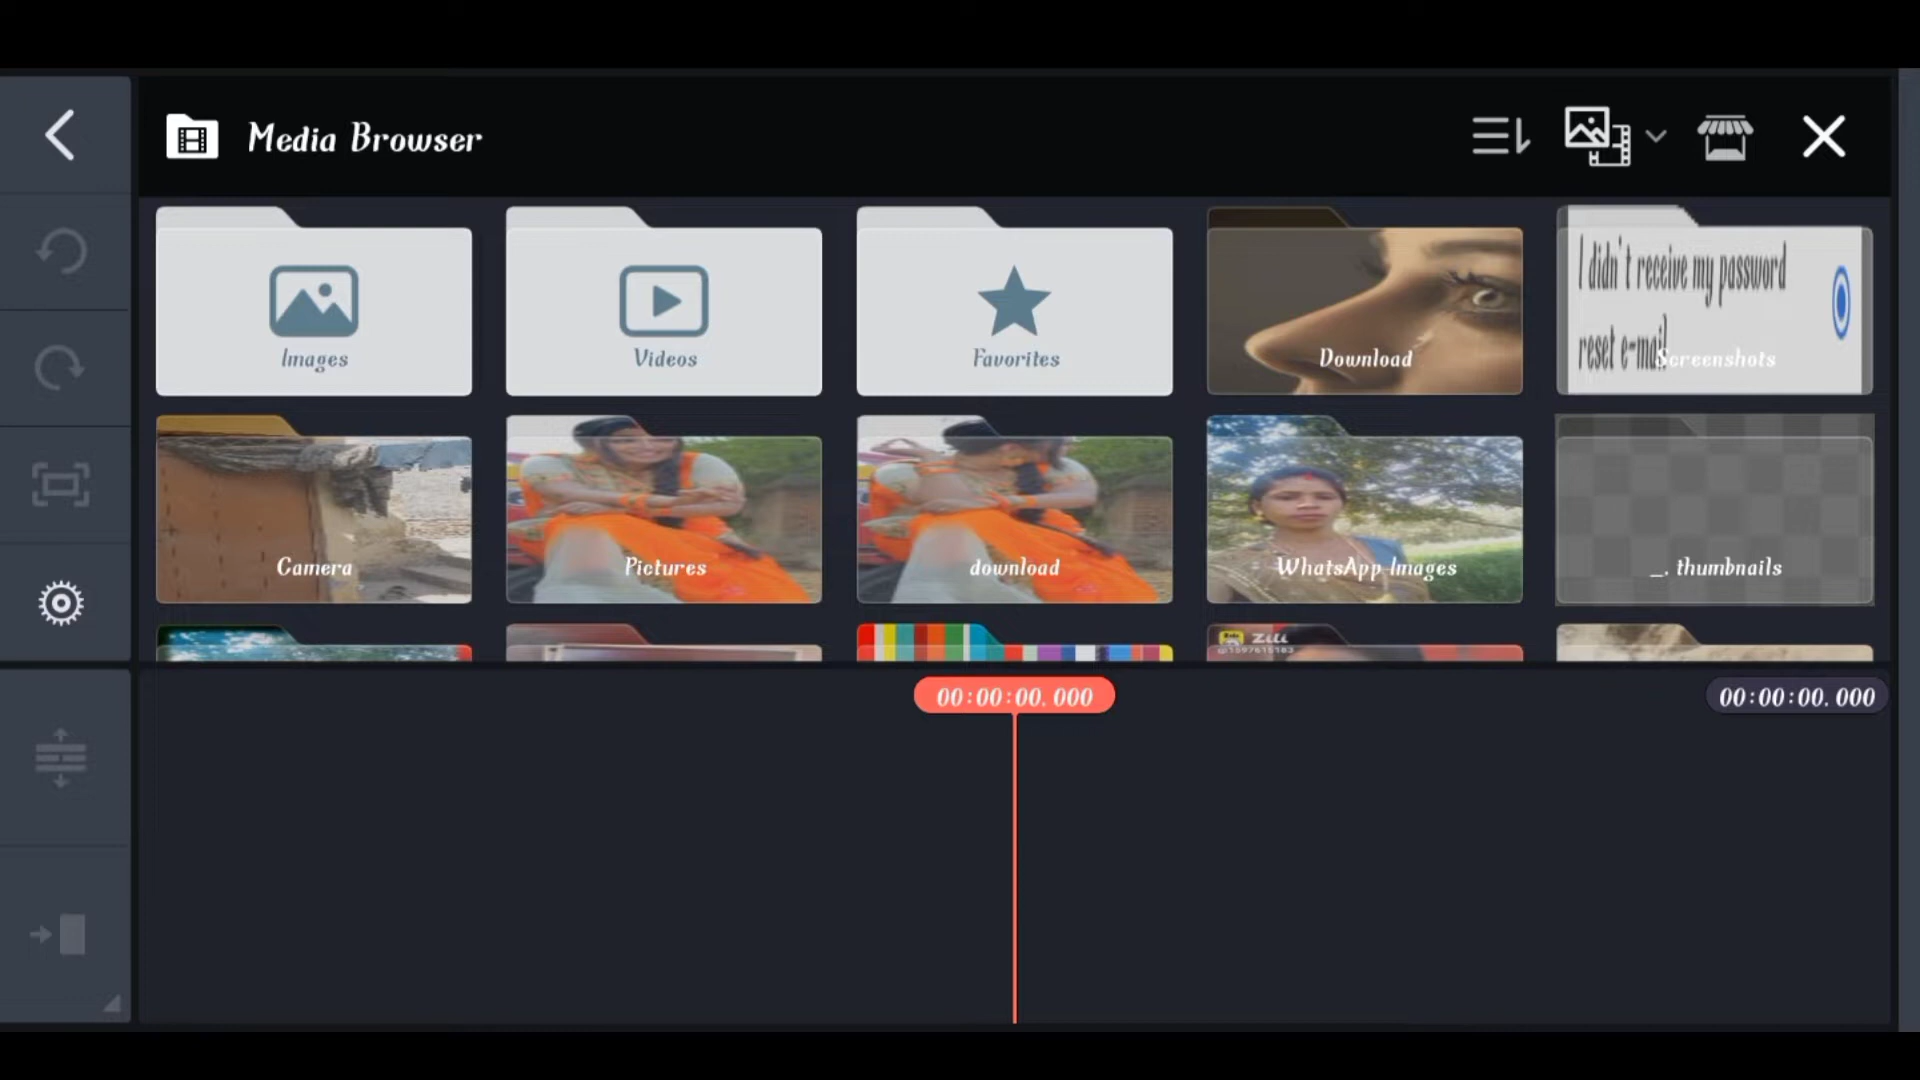 Media Browser
Images
Videos
Favorites
Download
I didn't receive my password
reset e-mail
Screenshots
Camera
Pictures
download
WhatsApp Images
_. thumbnails
Zili
00:00:00.000
00:00:00.000